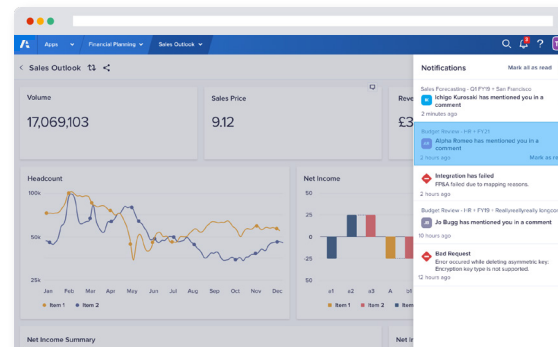 Apps
Financial Planning
Sales Outlook
Sales Outlook
Volume
17,069,103
Sales Price
9.12
Reve
£3
Headcount
100k
50k
25k
Jan Feb Mar Apr May Jun Jul Aug Sep Oct Nov Dec
Item 1 Item 2
Net Income
50
25
0
25
50
a1 a2 a3 A b1
Item 1 Item 2 Item
Net Income Summary
Net In
Notifications Mark all as read
Sales Forecasting - Q1 FY19 • San Francisco
Ichigo Kurosaki has mentioned you in a
comment
2 minutes ago
Budget Review - HR • FY21
Alpha Romeo has mentioned you in a
comment
2 hours ago Mark as re
Integration has failed
FP&A failed due to mapping reasons.
2 hours ago
Budget Review - HR • FY19 • Reallyreallyreally longcom
Jo Bugg has mentioned you in a comment
10 hours ago
Bad Request
Error occured while deleting asymmetric key:
Encryption key type is not supported.
12 hours ago